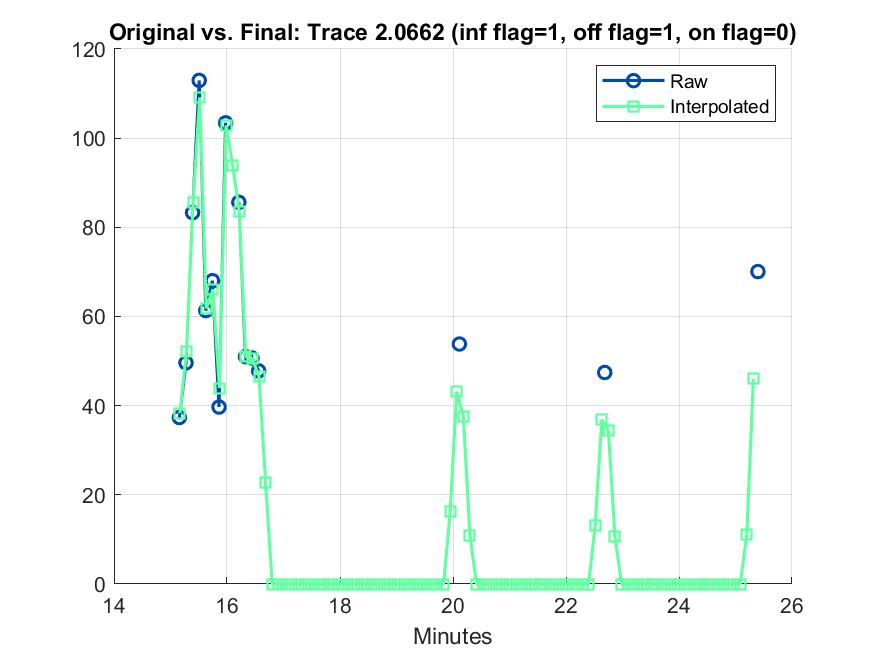 Original vs. Final: Trace 2.0662 (inf flag=1, off flag=1, on flag=0)
120
100
80
60
40
20
0
Raw
Interpolated
14 16 18 20 22 24 26
Minutes